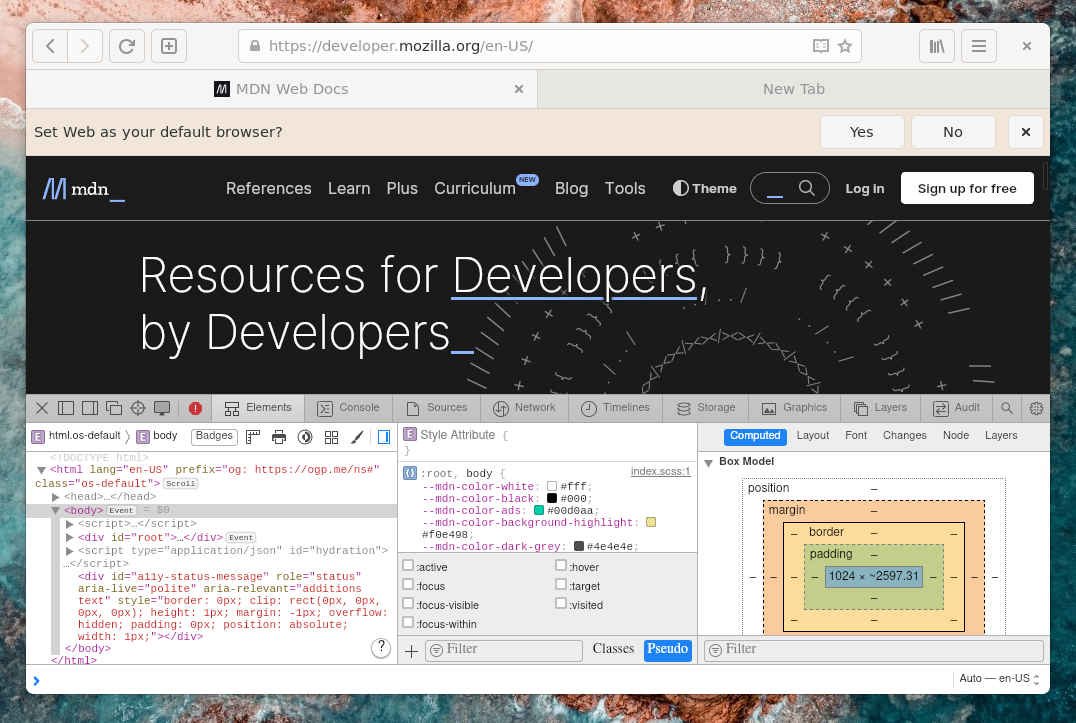 https://developer.mozilla.org/en-US/
MDN Web Docs
New Tab
Set Web as your default browser?
Yes
No
mdn_
References
Learn
Plus
Curriculum NEW
Blog
Tools
Theme
Log in
Sign up for free
Resources for Developers,
by Developers_
Elements
Console
Sources
Network
Timelines
Storage
Graphics
Layers
Audit
E html.os-default
E body
Badges
<!DOCTYPE html>
<html lang="en-US" prefix="og: https://ogp.me/ns#"
class="os-default"> Scroll
<head>…</head>
<body> Event = $0
<script>…</script>
<div id="root">…</div> Event
<script type="application/json" id="hydration">
…</script>
<div id="a11y-status-message" role="status"
aria-live="polite" aria-relevant="additions
text" style="border: 0px; clip: rect(0px, 0px,
0px, 0px); height: 1px; margin: -1px; overflow:
hidden; padding: 0px; position: absolute;
width: 1px;"></div>
</body>
</html>
?
E Style Attribute {
}
:root, body {
index.scss:1
--mdn-color-white: #fff;
--mdn-color-black: #000;
--mdn-color-ads: #00d0aa;
--mdn-color-background-highlight:
#f0e498;
--mdn-color-dark-grey: #4e4e4e;
:active
:hover
:focus
:target
:focus-visible
:visited
:focus-within
Filter
Classes
Pseudo
Computed
Layout
Font
Changes
Node
Layers
Box Model
position –
margin –
border –
padding –
1024 × ~2597.31
Filter
Auto — en-US